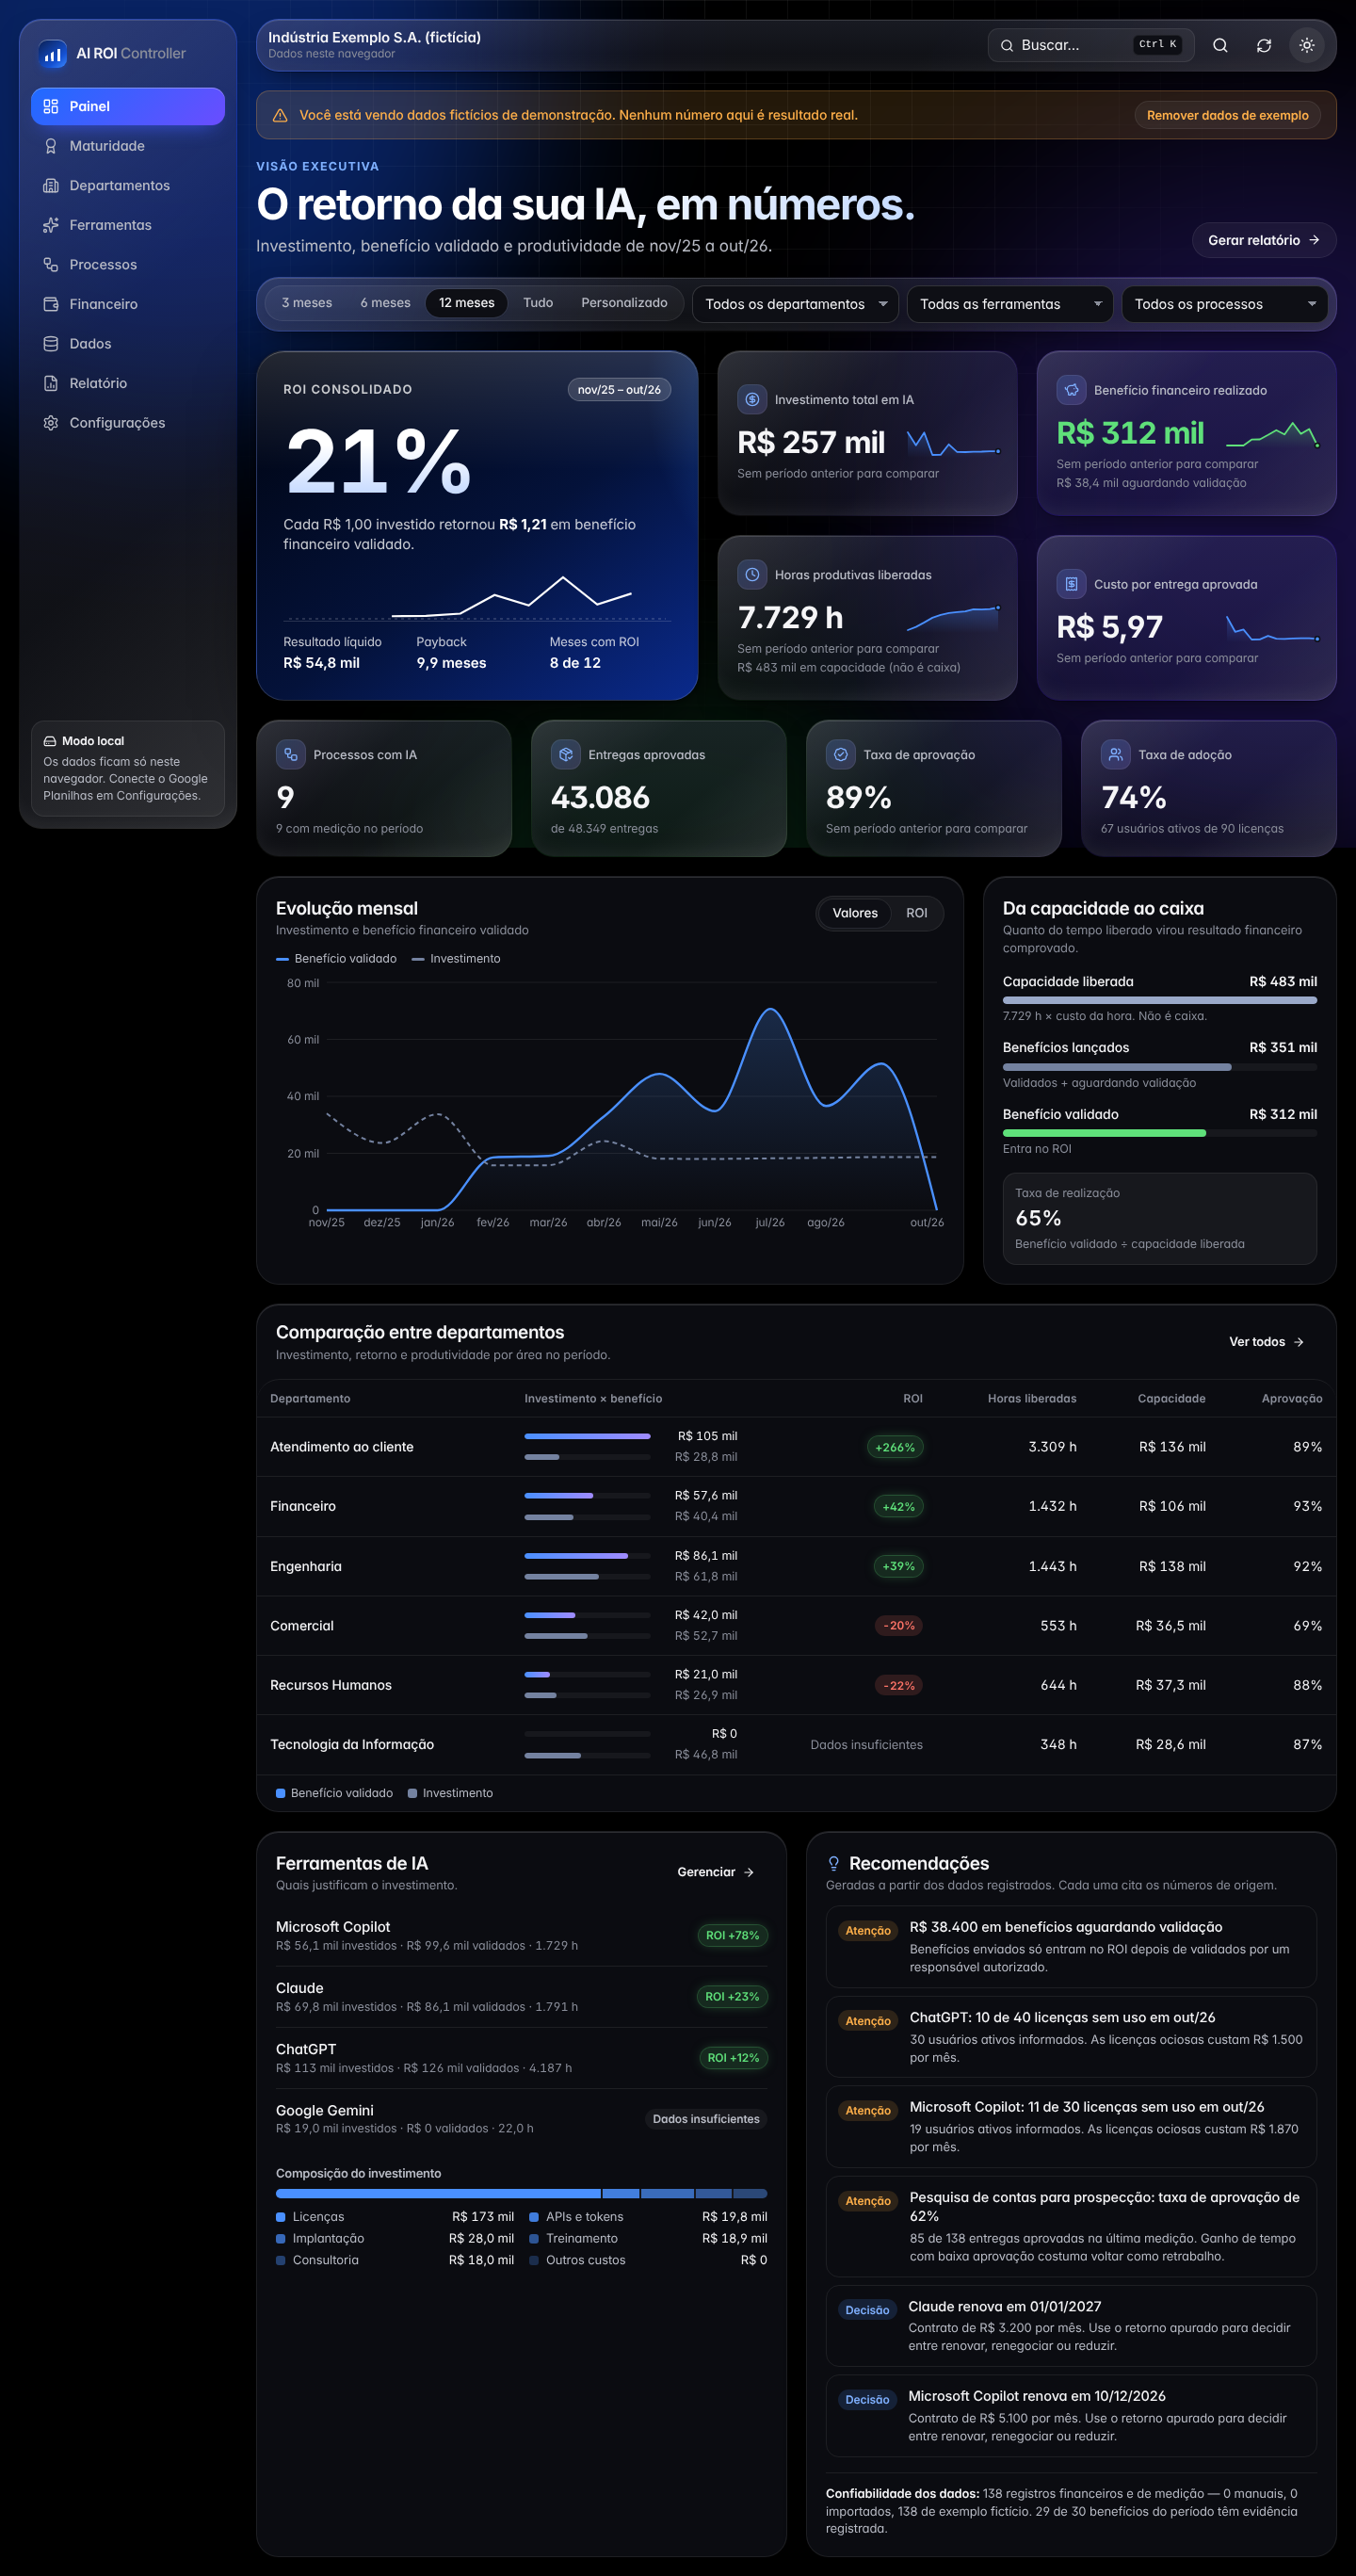 AI ROI Controller
Painel
Maturidade
Departamentos
Ferramentas
Processos
Financeiro
Dados
Relatório
Configurações
Modo local
Os dados ficam só neste
navegador. Conecte o Google
Planilhas em Configurações.
Indústria Exemplo S.A. (fictícia)
Dados neste navegador
Buscar...
Ctrl K
Você está vendo dados fictícios de demonstração. Nenhum número aqui é resultado real.
Remover dados de exemplo
VISÃO EXECUTIVA
O retorno da sua IA, em números.
Investimento, benefício validado e produtividade de nov/25 a out/26.
Gerar relatório
3 meses
6 meses
12 meses
Tudo
Personalizado
Todos os departamentos
Todas as ferramentas
Todos os processos
ROI CONSOLIDADO
nov/25 – out/26
21%
Cada R$ 1,00 investido retornou R$ 1,21 em benefício
financeiro validado.
Resultado líquido
R$ 54,8 mil
Payback
9,9 meses
Meses com ROI
8 de 12
Investimento total em IA
R$ 257 mil
Sem período anterior para comparar
Benefício financeiro realizado
R$ 312 mil
Sem período anterior para comparar
R$ 38,4 mil aguardando validação
Horas produtivas liberadas
7.729 h
Sem período anterior para comparar
R$ 483 mil em capacidade (não é caixa)
Custo por entrega aprovada
R$ 5,97
Sem período anterior para comparar
Processos com IA
9
9 com medição no período
Entregas aprovadas
43.086
de 48.349 entregas
Taxa de aprovação
89%
Sem período anterior para comparar
Taxa de adoção
74%
67 usuários ativos de 90 licenças
Evolução mensal
Investimento e benefício financeiro validado
Valores
ROI
Benefício validado
Investimento
80 mil
60 mil
40 mil
20 mil
0
nov/25
dez/25
jan/26
fev/26
mar/26
abr/26
mai/26
jun/26
jul/26
ago/26
out/26
Da capacidade ao caixa
Quanto do tempo liberado virou resultado financeiro
comprovado.
Capacidade liberada R$ 483 mil
7.729 h × custo da hora. Não é caixa.
Benefícios lançados R$ 351 mil
Validados + aguardando validação
Benefício validado R$ 312 mil
Entra no ROI
Taxa de realização
65%
Benefício validado ÷ capacidade liberada
Comparação entre departamentos
Investimento, retorno e produtividade por área no período.
Ver todos
Departamento Investimento × benefício ROI Horas liberadas Capacidade Aprovação
R$ 105 mil
Atendimento ao cliente +266% 3.309 h R$ 136 mil 89%
R$ 28,8 mil
R$ 57,6 mil
Financeiro +42% 1.432 h R$ 106 mil 93%
R$ 40,4 mil
R$ 86,1 mil
Engenharia +39% 1.443 h R$ 138 mil 92%
R$ 61,8 mil
R$ 42,0 mil
Comercial -20% 553 h R$ 36,5 mil 69%
R$ 52,7 mil
R$ 21,0 mil
Recursos Humanos -22% 644 h R$ 37,3 mil 88%
R$ 26,9 mil
R$ 0
Tecnologia da Informação Dados insuficientes 348 h R$ 28,6 mil 87%
R$ 46,8 mil
Benefício validado
Investimento
Ferramentas de IA
Quais justificam o investimento.
Gerenciar
Microsoft Copilot
R$ 56,1 mil investidos · R$ 99,6 mil validados · 1.729 h
ROI +78%
Claude
R$ 69,8 mil investidos · R$ 86,1 mil validados · 1.791 h
ROI +23%
ChatGPT
R$ 113 mil investidos · R$ 126 mil validados · 4.187 h
ROI +12%
Google Gemini
R$ 19,0 mil investidos · R$ 0 validados · 22,0 h
Dados insuficientes
Composição do investimento
Licenças R$ 173 mil APIs e tokens R$ 19,8 mil
Implantação R$ 28,0 mil Treinamento R$ 18,9 mil
Consultoria R$ 18,0 mil Outros custos R$ 0
Recomendações
Geradas a partir dos dados registrados. Cada uma cita os números de origem.
Atenção
R$ 38.400 em benefícios aguardando validação
Benefícios enviados só entram no ROI depois de validados por um
responsável autorizado.
Atenção
ChatGPT: 10 de 40 licenças sem uso em out/26
30 usuários ativos informados. As licenças ociosas custam R$ 1.500
por mês.
Atenção
Microsoft Copilot: 11 de 30 licenças sem uso em out/26
19 usuários ativos informados. As licenças ociosas custam R$ 1.870
por mês.
Atenção
Pesquisa de contas para prospecção: taxa de aprovação de
62%
85 de 138 entregas aprovadas na última medição. Ganho de tempo
com baixa aprovação costuma voltar como retrabalho.
Decisão
Claude renova em 01/01/2027
Contrato de R$ 3.200 por mês. Use o retorno apurado para decidir
entre renovar, renegociar ou reduzir.
Decisão
Microsoft Copilot renova em 10/12/2026
Contrato de R$ 5.100 por mês. Use o retorno apurado para decidir
entre renovar, renegociar ou reduzir.
Confiabilidade dos dados: 138 registros financeiros e de medição — 0 manuais, 0
importados, 138 de exemplo fictício. 29 de 30 benefícios do período têm evidência
registrada.